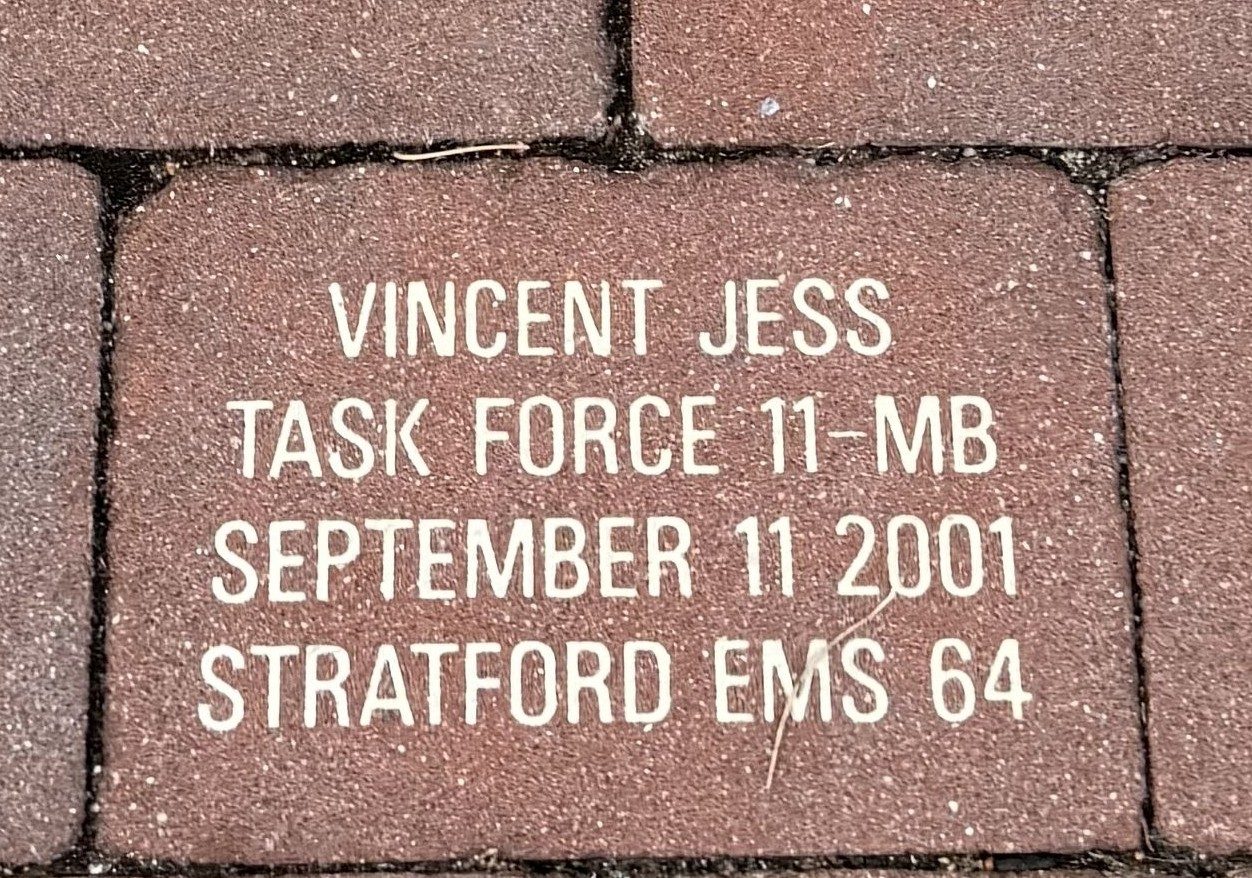 VINCENT JESS
TASK FORCE 11-MB
SEPTEMBER 11 2001
STRATFORD EMS 64